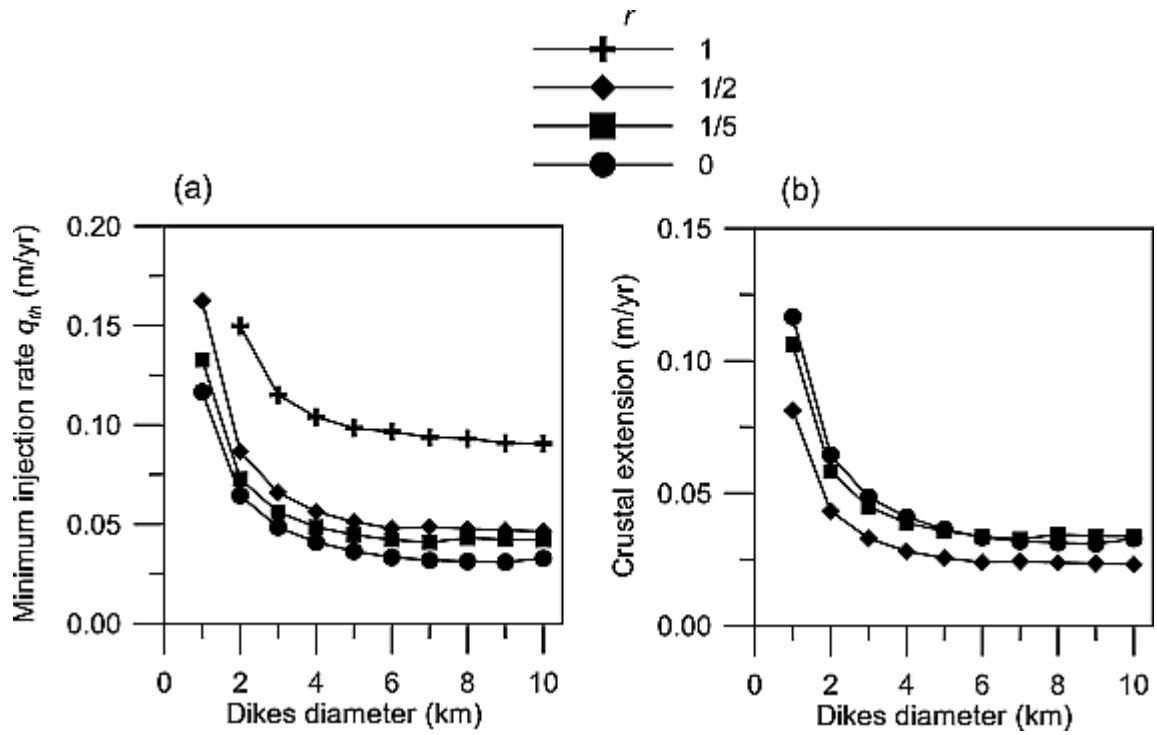 r
1
1/2
1/5
0
(a)
Minimum injection rate qth (m/yr)
0.20
0.15
0.10
0.05
0.00
0 2 4 6 8 10
Dikes diameter (km)
(b)
Crustal extension (m/yr)
0.15
0.10
0.05
0.00
0 2 4 6 8 10
Dikes diameter (km)